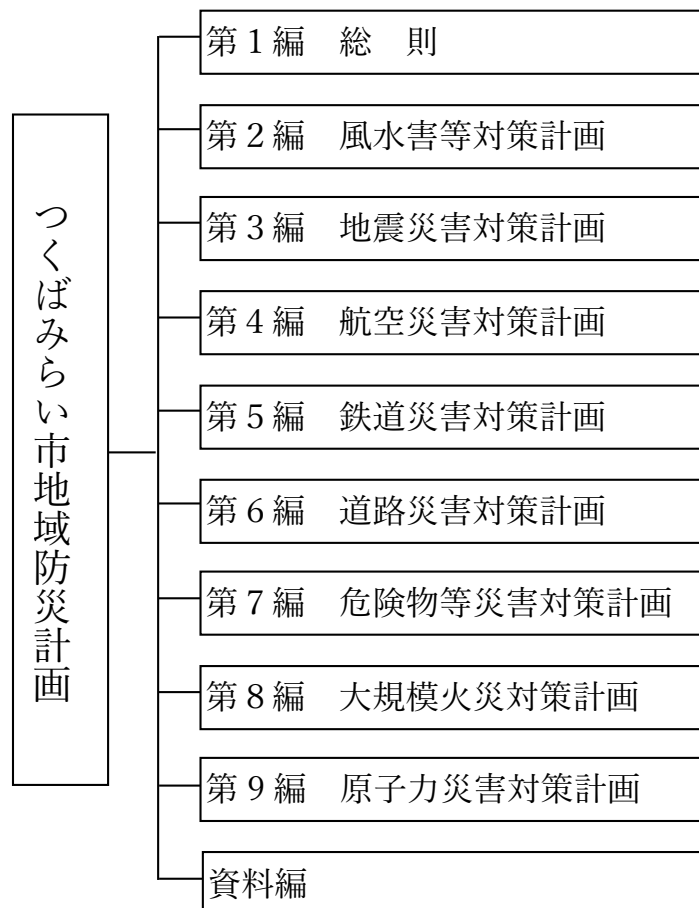 つくばみらい市地域防災計画
第1編　総　則
第2編　風水害等対策計画
第3編　地震災害対策計画
第4編　航空災害対策計画
第5編　鉄道災害対策計画
第6編　道路災害対策計画
第7編　危険物等災害対策計画
第8編　大規模火災対策計画
第9編　原子力災害対策計画
資料編